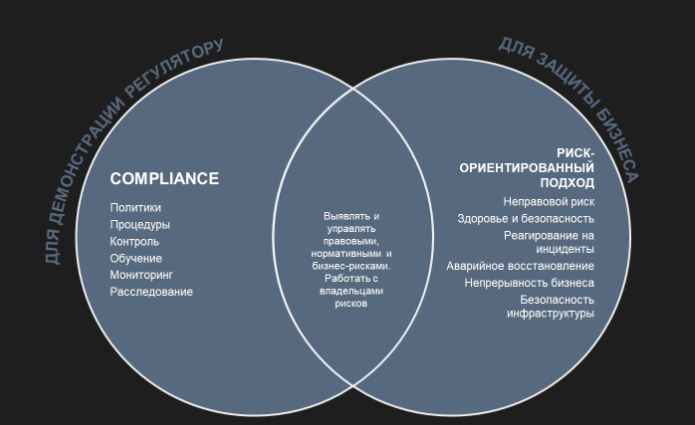 ДЛЯ ДЕМОНСТРАЦИИ РЕГУЛЯТОРУ
COMPLIANCE
Политики
Процедуры
Контроль
Обучение
Мониторинг
Расследование
Выявлять и
управлять
правовыми,
нормативными и
бизнес-рисками.
Работать с
владельцами
рисков
ДЛЯ ЗАЩИТЫ БИЗНЕСА
РИСК-
ОРИЕНТИРОВАННЫЙ
ПОДХОД
Неправовой риск
Здоровье и безопасность
Реагирование на
инциденты
Аварийное восстановление
Непрерывность бизнеса
Безопасность
инфраструктуры